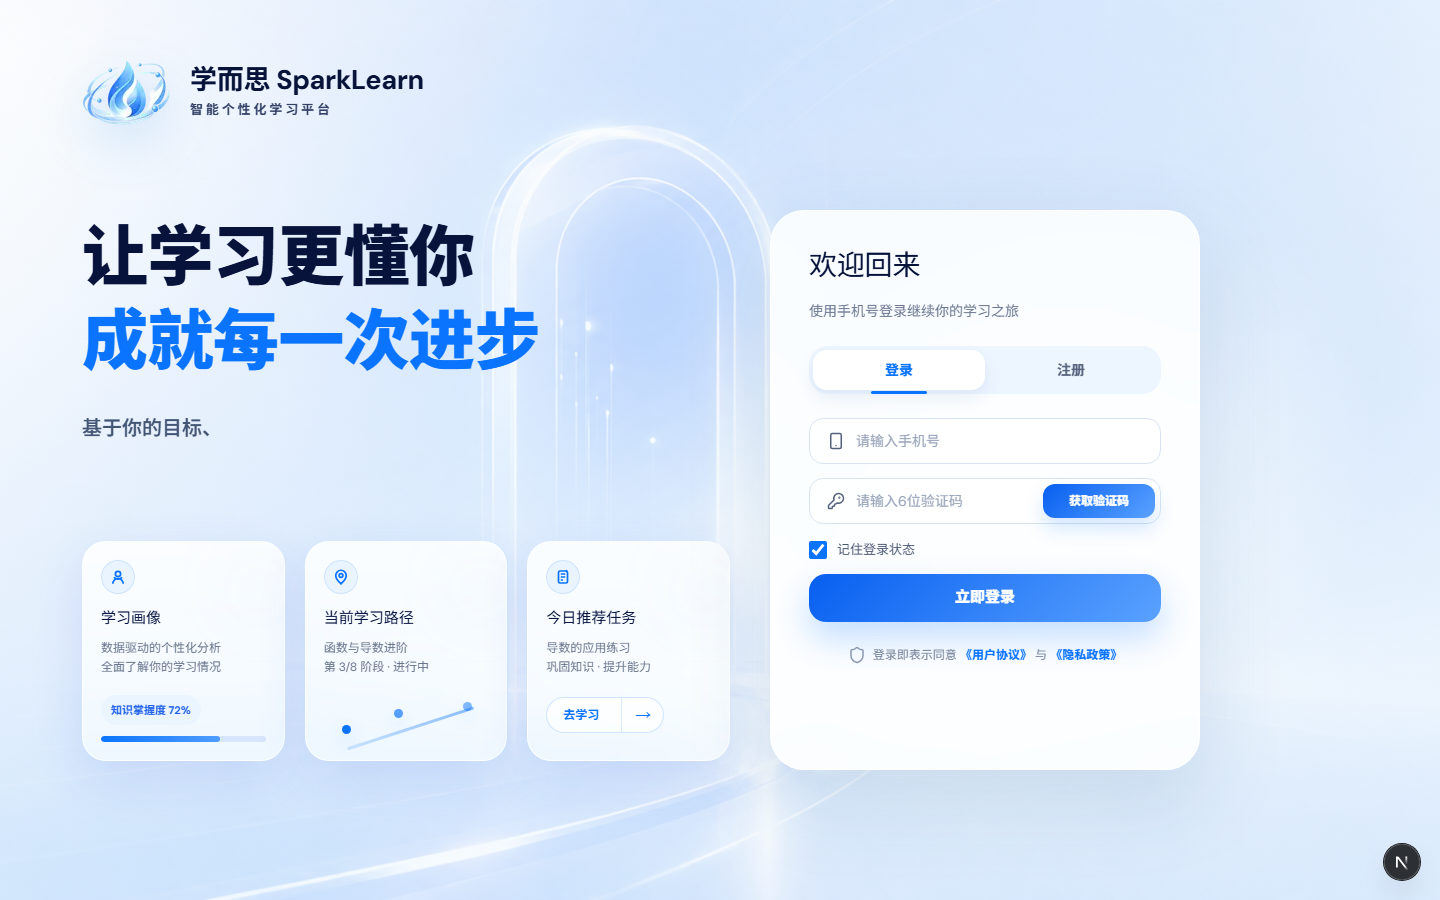 学而思 SparkLearn
智能个性化学习平台
让学习更懂你
成就每一次进步
基于你的目标、
学习画像
数据驱动的个性化分析
全面了解你的学习情况
知识掌握度 72%
当前学习路径
函数与导数进阶
第 3/8 阶段 · 进行中
今日推荐任务
导数的应用练习
巩固知识 · 提升能力
去学习 →
欢迎回来
使用手机号登录继续你的学习之旅
登录 注册
请输入手机号
请输入6位验证码 获取验证码
记住登录状态
立即登录
登录即表示同意 《用户协议》 与 《隐私政策》
N